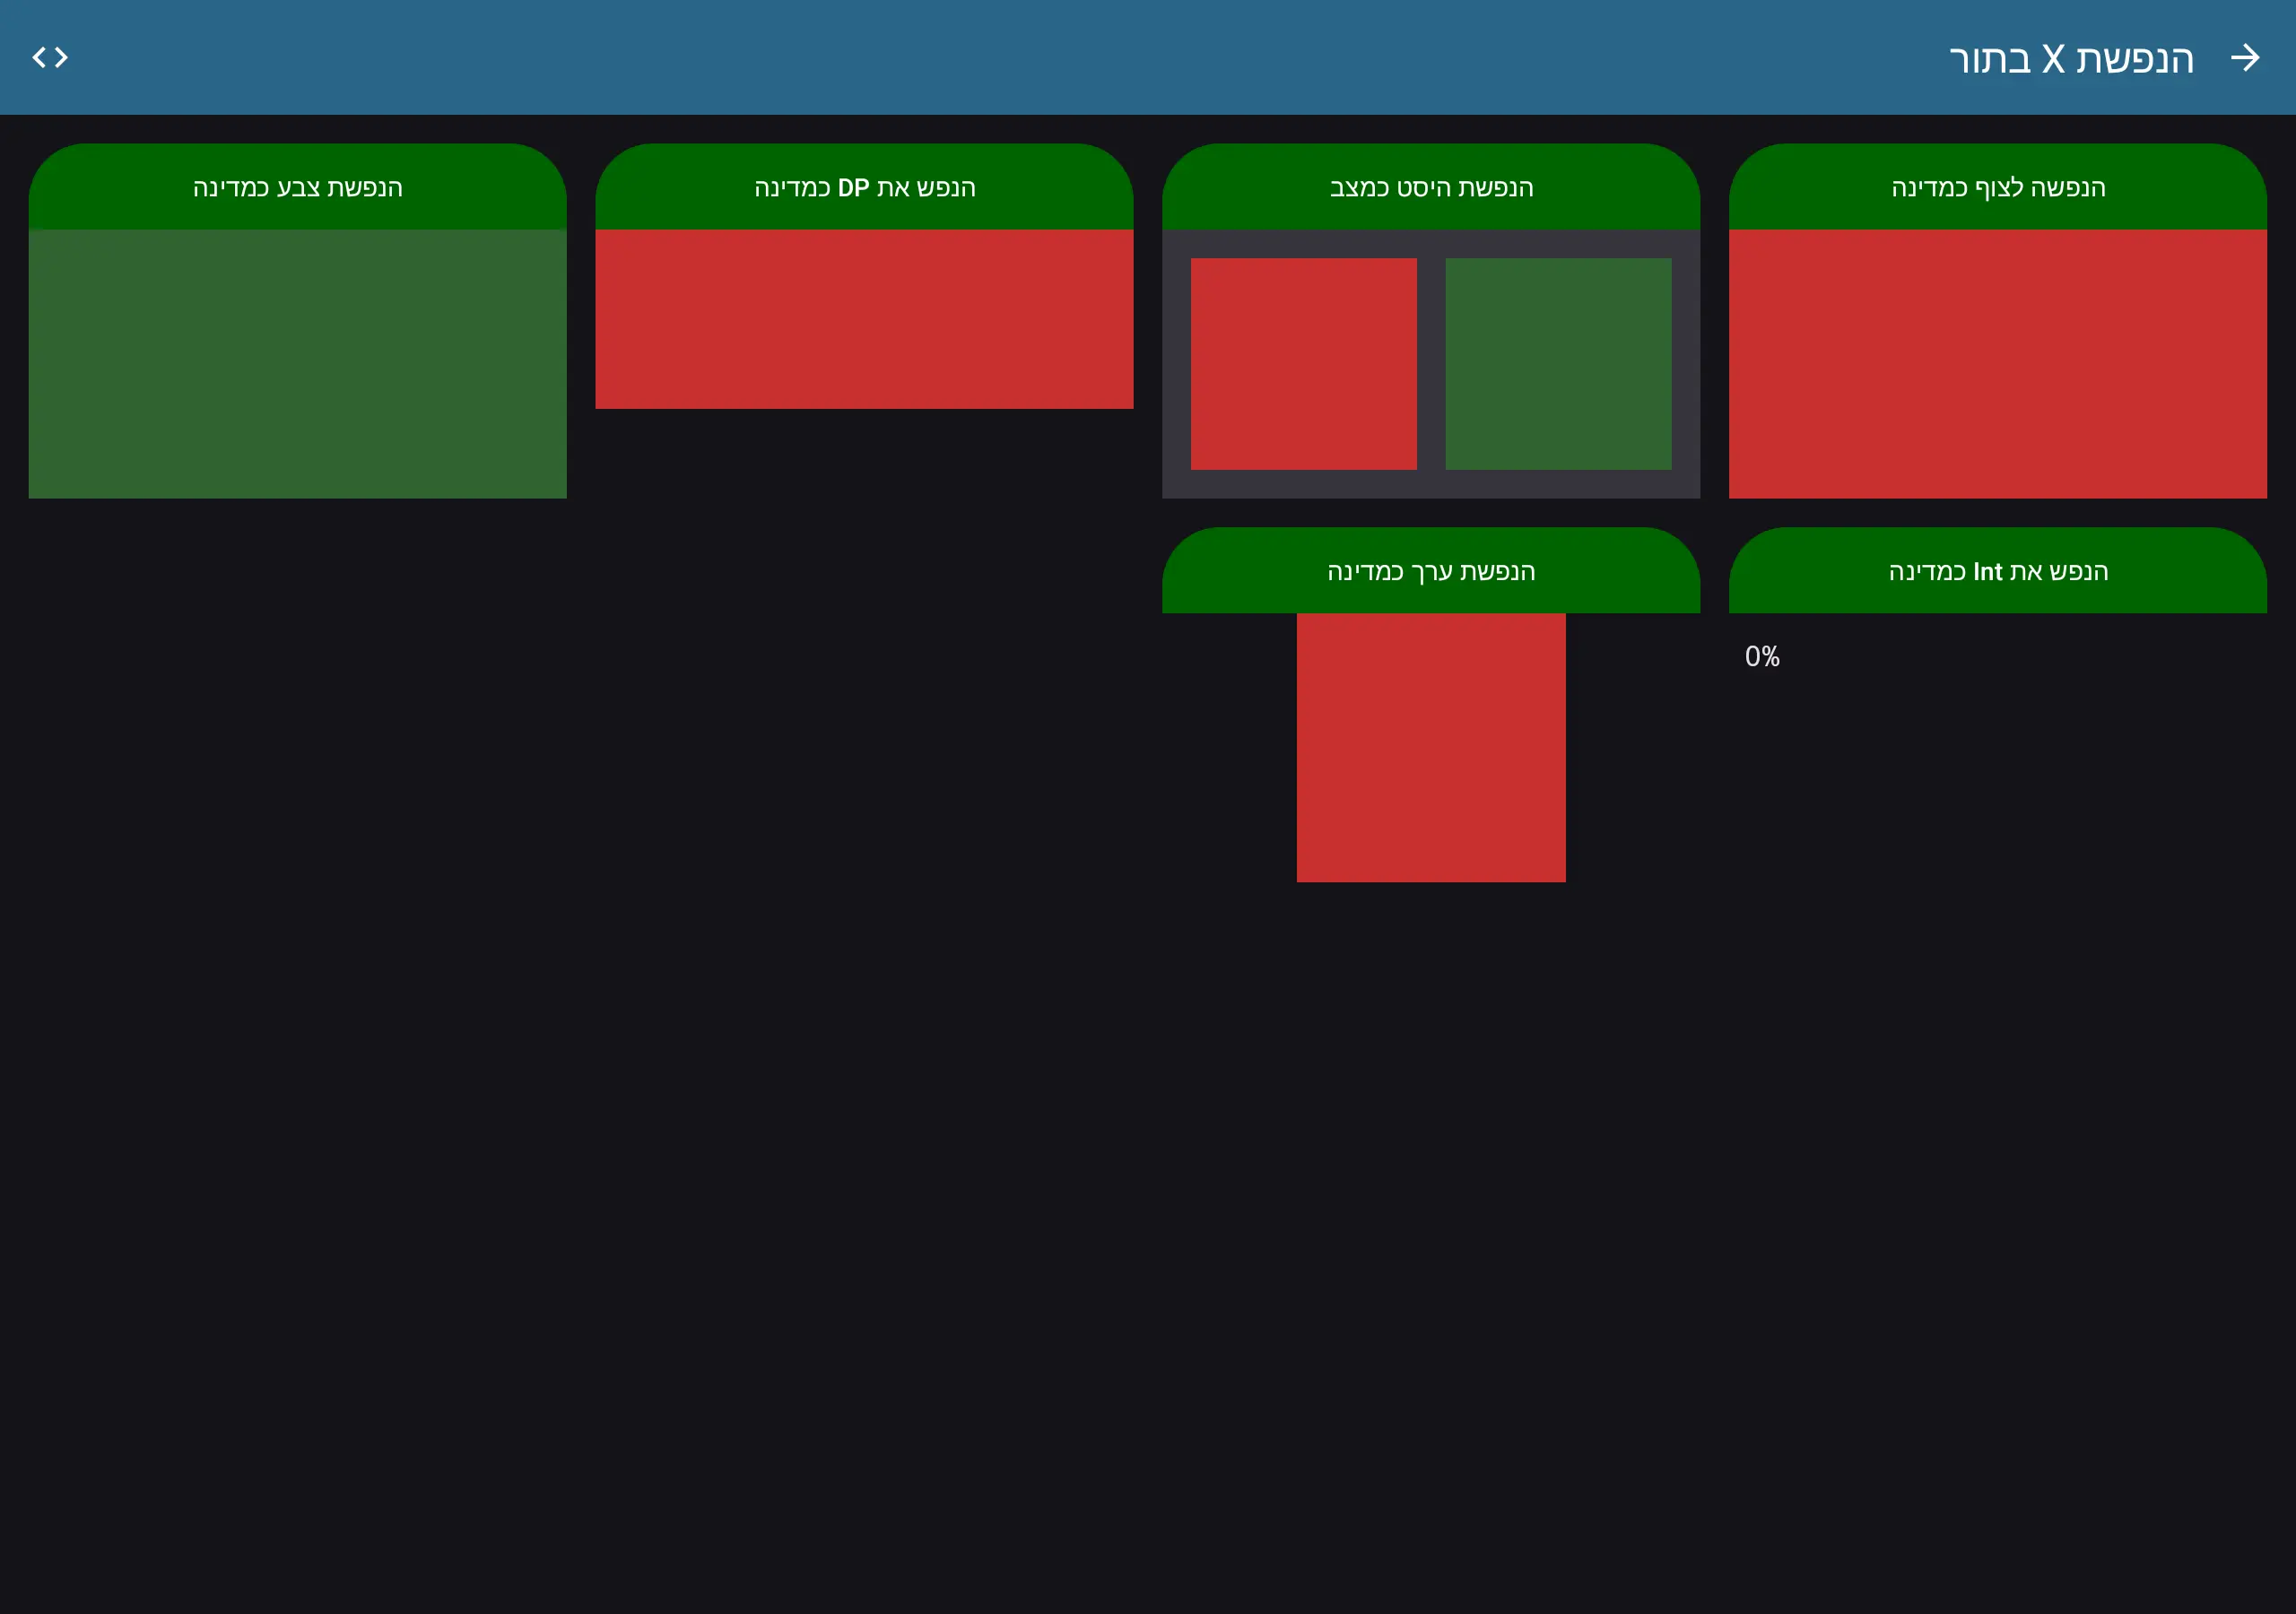 הנפשת X בתור
הנפשה לצוף כמדינה
הנפשת היסט כמצב
הנפש את DP כמדינה
הנפשת צבע כמדינה
הנפש את Int כמדינה
הנפשת ערך כמדינה
0%